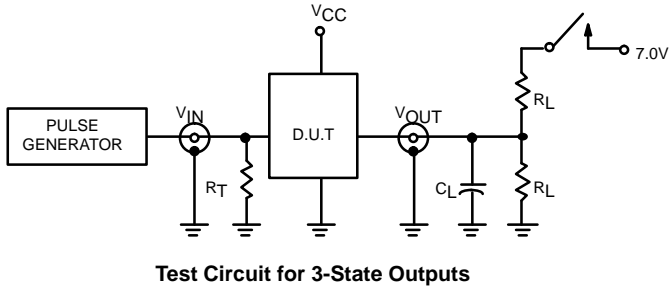 VCC
7.0V
RL
VIN
VOUT
PULSE
GENERATOR
D.U.T
RT
CL
RL
Test Circuit for 3-State Outputs